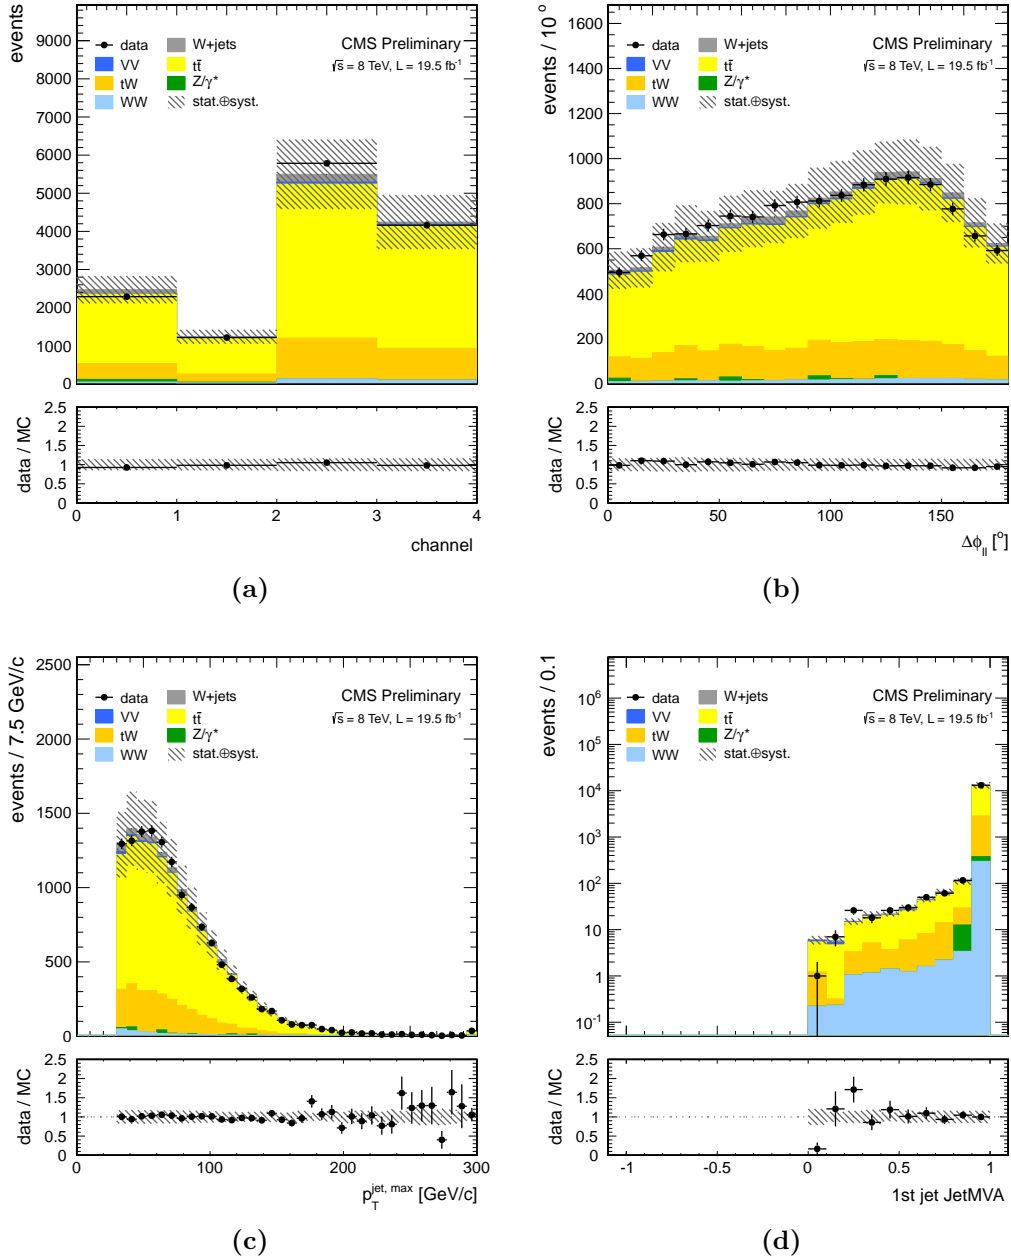 events
9000
8000
7000
6000
5000
4000
3000
2000
1000
0
data
VV
tW
WW
W+jets
tt̄
Z/γ*
stat.⊕syst.
CMS Preliminary
√s = 8 TeV, L = 19.5 fb⁻¹
data / MC
2.5
2
1.5
1
0.5
0
0 1 2 3 4
channel
(a)
events / 10 °
1600
1400
1200
1000
800
600
400
200
0
data
VV
tW
WW
W+jets
tt̄
Z/γ*
stat.⊕syst.
CMS Preliminary
√s = 8 TeV, L = 19.5 fb⁻¹
data / MC
2.5
2
1.5
1
0.5
0
0 50 100 150
Δϕll [°]
(b)
events / 7.5 GeV/c
2500
2000
1500
1000
500
0
data
VV
tW
WW
W+jets
tt̄
Z/γ*
stat.⊕syst.
CMS Preliminary
√s = 8 TeV, L = 19.5 fb⁻¹
data / MC
2.5
2
1.5
1
0.5
0
0 100 200 300
pT^jet, max [GeV/c]
(c)
events / 0.1
10⁶
10⁵
10⁴
10³
10²
10
1
10⁻¹
data
VV
tW
WW
W+jets
tt̄
Z/γ*
stat.⊕syst.
CMS Preliminary
√s = 8 TeV, L = 19.5 fb⁻¹
data / MC
2.5
2
1.5
1
0.5
0
-1 -0.5 0 0.5 1
1st jet JetMVA
(d)